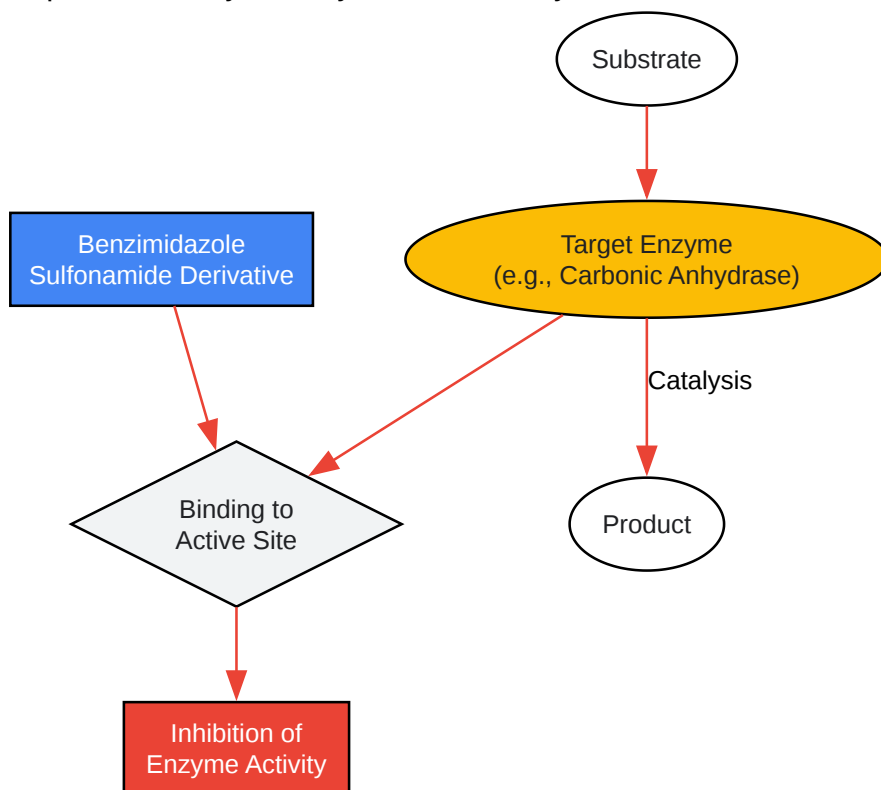 Substrate
Benzimidazole
Sulfonamide Derivative
Target Enzyme
(e.g., Carbonic Anhydrase)
Catalysis
Binding to
Active Site
Product
Inhibition of
Enzyme Activity